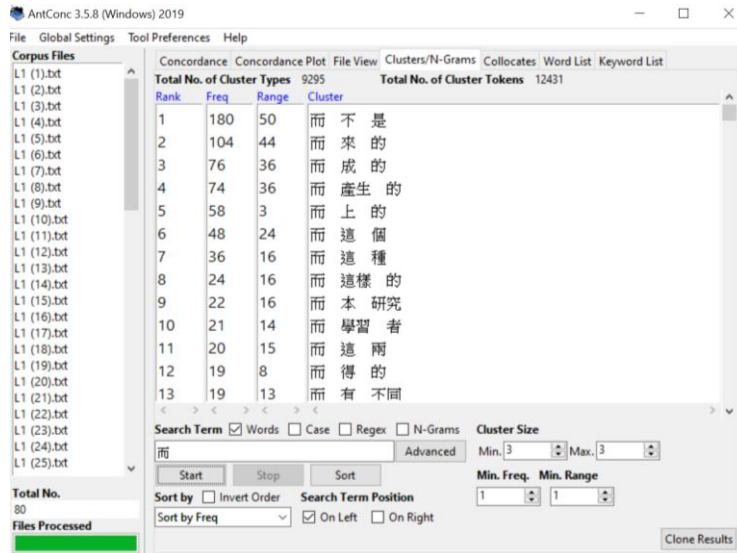 AntConc 3.5.8 (Windows) 2019
File Global Settings Tool Preferences Help
Corpus Files
L1 (1).txt
L1 (2).txt
L1 (3).txt
L1 (4).txt
L1 (5).txt
L1 (6).txt
L1 (7).txt
L1 (8).txt
L1 (9).txt
L1 (10).txt
L1 (11).txt
L1 (12).txt
L1 (13).txt
L1 (14).txt
L1 (15).txt
L1 (16).txt
L1 (17).txt
L1 (18).txt
L1 (19).txt
L1 (20).txt
L1 (21).txt
L1 (22).txt
L1 (23).txt
L1 (24).txt
L1 (25).txt
Total No.
80
Files Processed
Concordance Concordance Plot File View Clusters/N-Grams Collocates Word List Keyword List
Total No. of Cluster Types 9295 Total No. of Cluster Tokens 12431
Rank Freq Range Cluster
1 180 50 而 不 是
2 104 44 而 來 的
3 76 36 而 成 的
4 74 36 而 產生 的
5 58 3 而 上 的
6 48 24 而 這 個
7 36 16 而 這 種
8 24 16 而 這樣 的
9 22 16 而 本 研究
10 21 14 而 學習 者
11 20 15 而 這 兩
12 19 8 而 得 的
13 19 13 而 有 不同
Search Term Words Case Regex N-Grams Cluster Size
而 Advanced Min. 3 Max. 3
Start Stop Sort Min. Freq. Min. Range
Sort by Invert Order Search Term Position 1 1
Sort by Freq On Left On Right
Clone Results